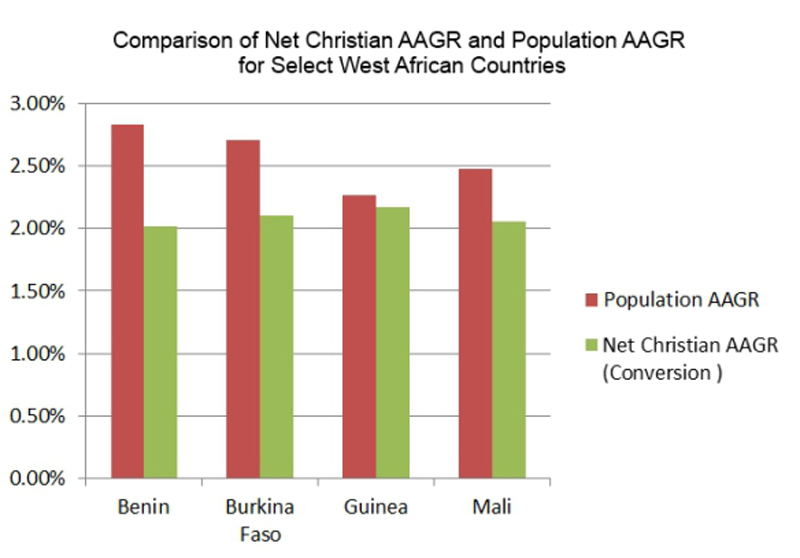 Comparison of Net Christian AAGR and Population AAGR
for Select West African Countries
3.00%
2.50%
2.00%
1.50%
1.00%
0.50%
0.00%
Benin
Burkina
Faso
Guinea
Mali
Population AAGR
Net Christian AAGR
(Conversion )